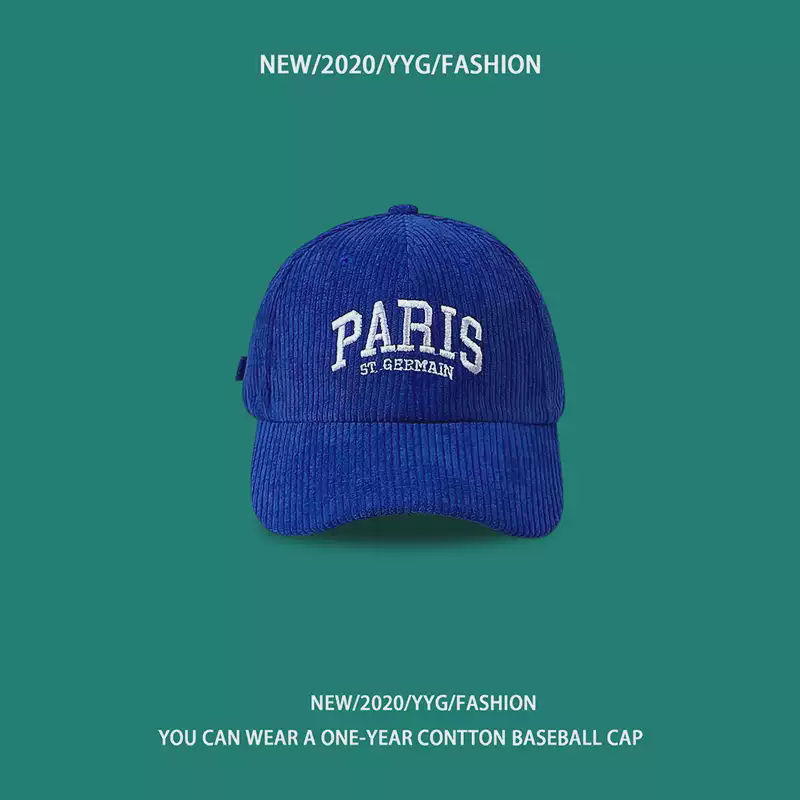 NEW/2020/YYG/FASHION
PARIS
ST. GERMAIN
NEW/2020/YYG/FASHION
YOU CAN WEAR A ONE-YEAR CONTTON BASEBALL CAP